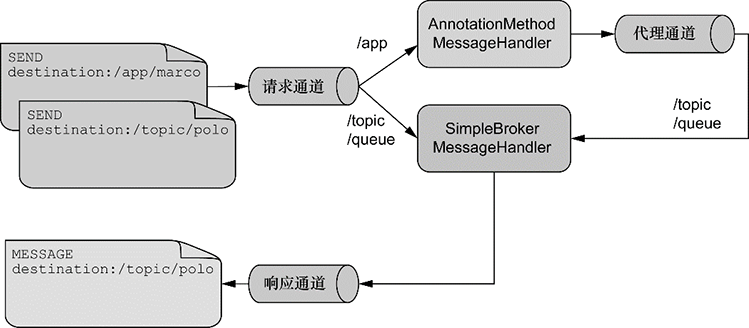 SEND
destination:/app/marco
SEND
destination:/topic/polo
请求通道
/app
/topic
/queue
AnnotationMethod
MessageHandler
代理通道
SimpleBroker
MessageHandler
/topic
/queue
MESSAGE
destination:/topic/polo
响应通道